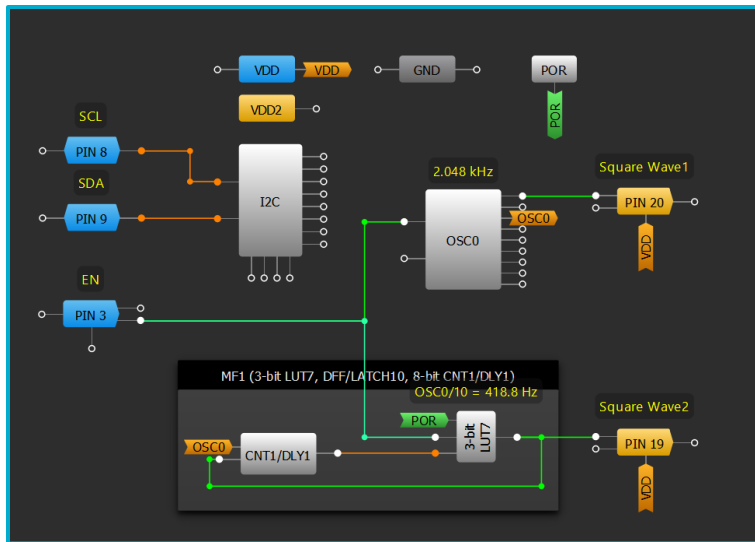 VDD
VDD
GND
POR
POR
VDD2
SCL
PIN 8
SDA
PIN 9
I2C
2.048 kHz
OSC0
OSC0
Square Wave1
PIN 20
VDD
EN
PIN 3
MF1 (3-bit LUT7, DFF/LATCH10, 8-bit CNT1/DLY1)
OSC0/10 = 418.8 Hz
POR
3-bit
LUT7
OSC0
CNT1/DLY1
Square Wave2
PIN 19
VDD